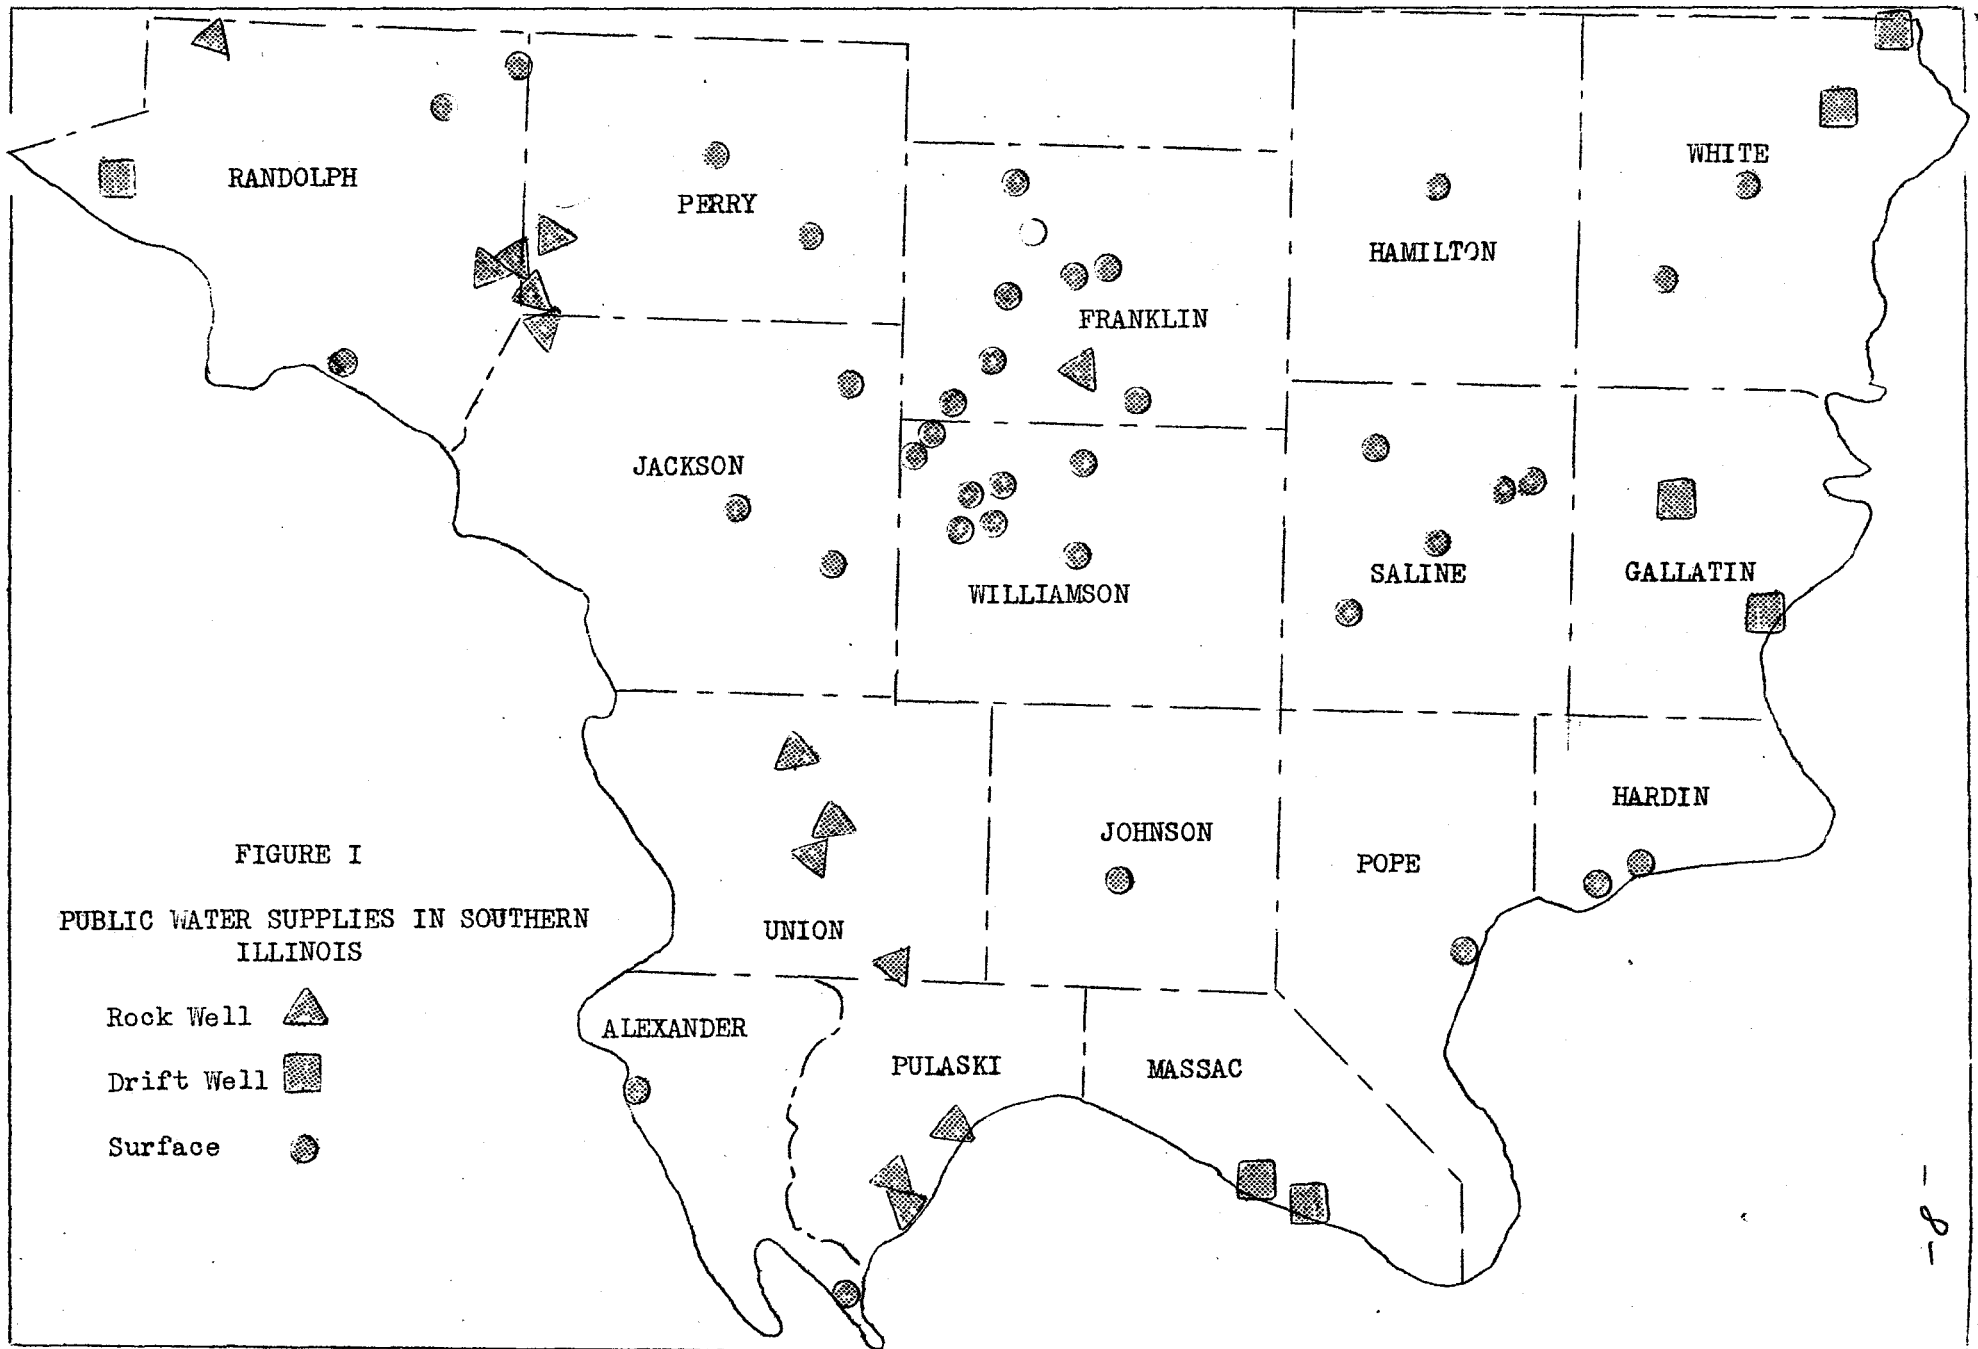 RANDOLPH
PERRY
WHITE
HAMILTON
FRANKLIN
JACKSON
WILLIAMSON
SALINE
GALLATIN
HARDIN
JOHNSON
POPE
UNION
ALEXANDER
PULASKI
MASSAC
FIGURE I
PUBLIC WATER SUPPLIES IN SOUTHERN
ILLINOIS
Rock Well
Drift Well
Surface
-8-